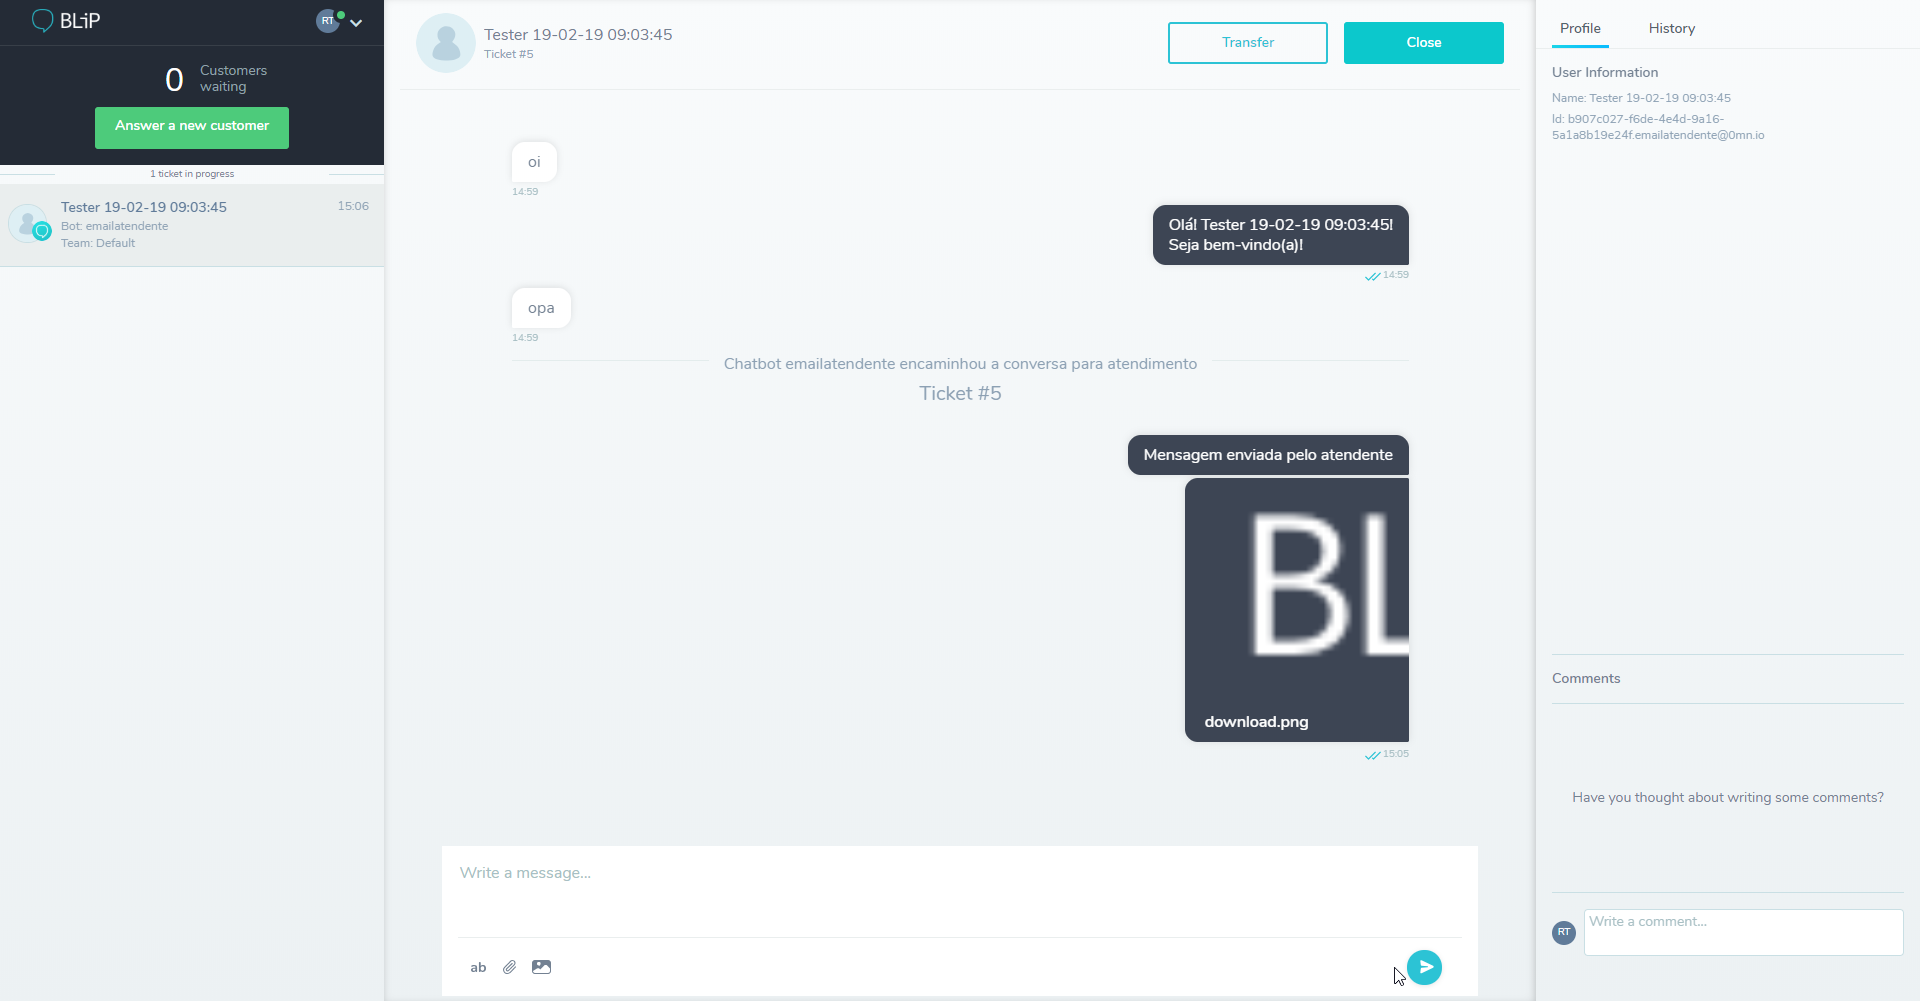 BLiP
RT
0
Customers
waiting
Answer a new customer
1 ticket in progress
Tester 19-02-19 09:03:45
15:06
Bot: emailatendente
Team: Default
Tester 19-02-19 09:03:45
Ticket #5
Transfer
Close
oi
14:59
Olá! Tester 19-02-19 09:03:45!
Seja bem-vindo(a)!
14:59
opa
14:59
Chatbot emailatendente encaminhou a conversa para atendimento
Ticket #5
Mensagem enviada pelo atendente
BL
download.png
15:05
Write a message...
ab
Profile
History
User Information
Name: Tester 19-02-19 09:03:45
Id: b907c027-f6de-4e4d-9a16-
5a1a8b19e24f.emailatendente@0mn.io
Comments
Have you thought about writing some comments?
RT
Write a comment...